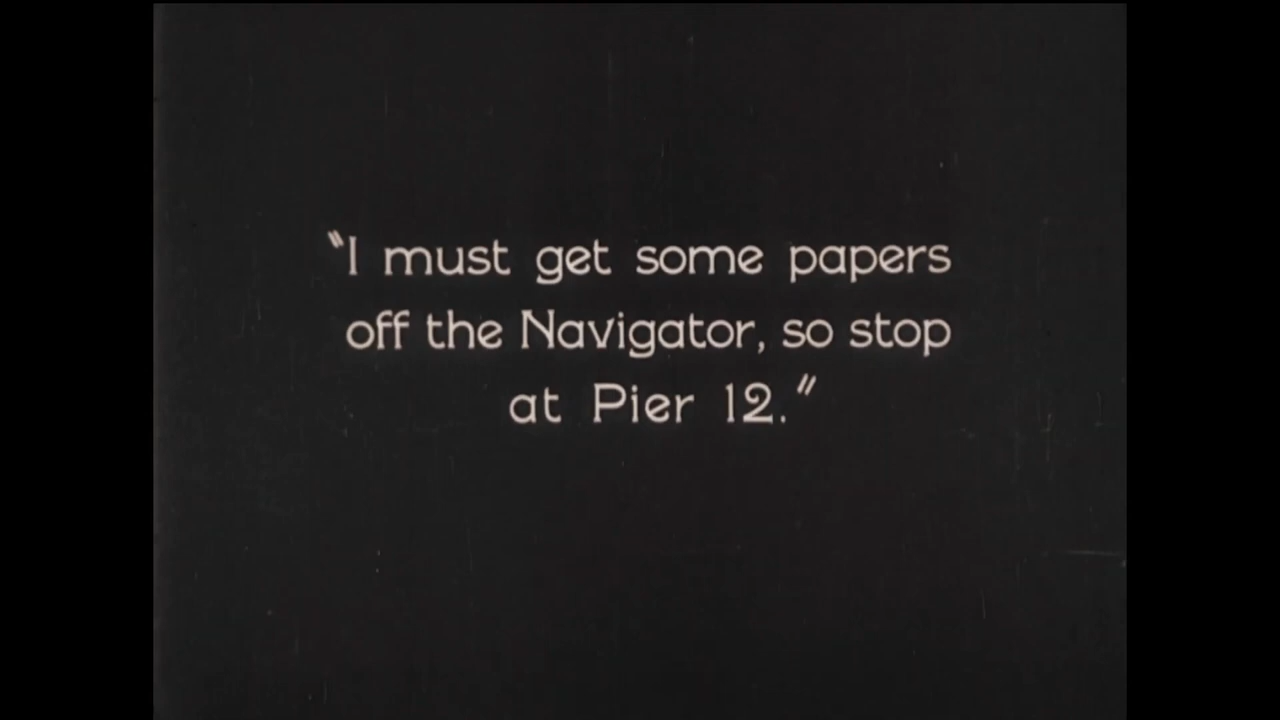 "I must get some papers
off the Navigator, so stop
at Pier 12."